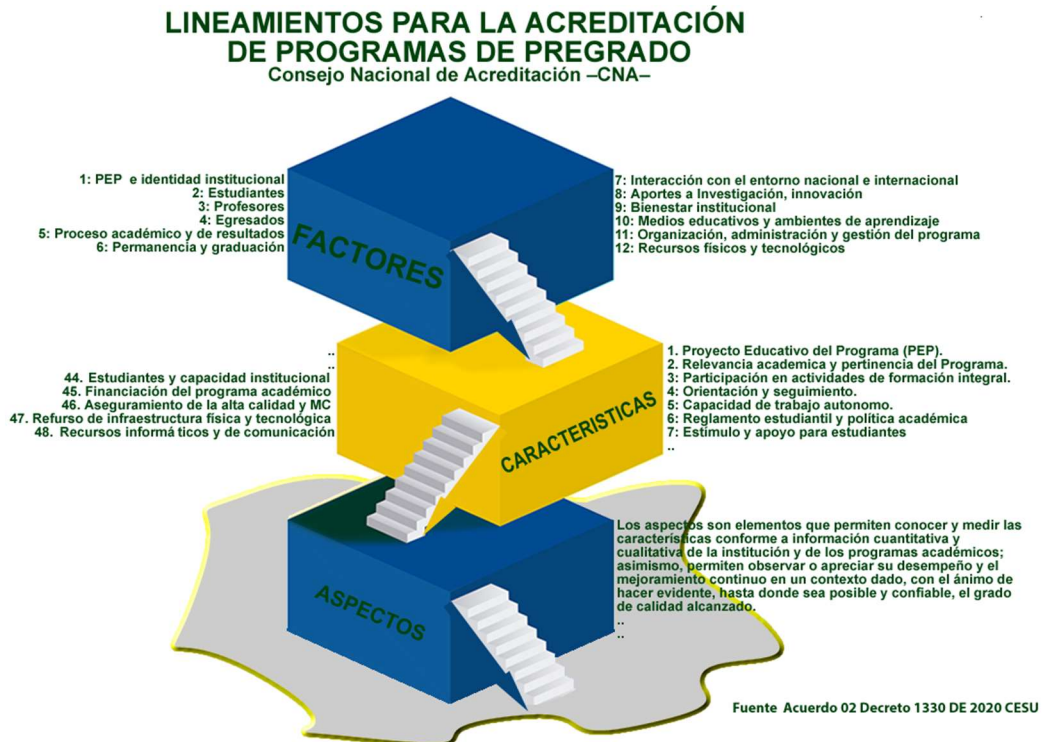 LINEAMIENTOS PARA LA ACREDITACIÓN
DE PROGRAMAS DE PREGRADO
Consejo Nacional de Acreditación –CNA–
1: PEP e identidad institucional
2: Estudiantes
3: Profesores
4: Egresados
5: Proceso académico y de resultados
6: Permanencia y graduación
FACTORES
7: Interacción con el entorno nacional e internacional
8: Aportes a Investigación, innovación
9: Bienestar institucional
10: Medios educativos y ambientes de aprendizaje
11: Organización, administración y gestión del programa
12: Recursos físicos y tecnológicos
..
..
44. Estudiantes y capacidad institucional
45. Financiación del programa académico
46. Aseguramiento de la alta calidad y MC
47. Refurso de infraestructura física y tecnológica
48. Recursos informá ticos y de comunicación
CARACTERISTICAS
1. Proyecto Educativo del Programa (PEP).
2. Relevancia academica y pertinencia del Programa.
3: Participación en actividades de formación integral.
4: Orientación y seguimiento.
5: Capacidad de trabajo autonomo.
6: Reglamento estudiantil y política académica
7: Estímulo y apoyo para estudiantes
..
ASPECTOS
Los aspectos son elementos que permiten conocer y medir las
características conforme a información cuantitativa y
cualitativa de la institución y de los programas académicos;
asimismo, permiten observar o apreciar su desempeño y el
mejoramiento continuo en un contexto dado, con el ánimo de
hacer evidente, hasta donde sea posible y confiable, el grado
de calidad alcanzado.
..
..
Fuente Acuerdo 02 Decreto 1330 DE 2020 CESU